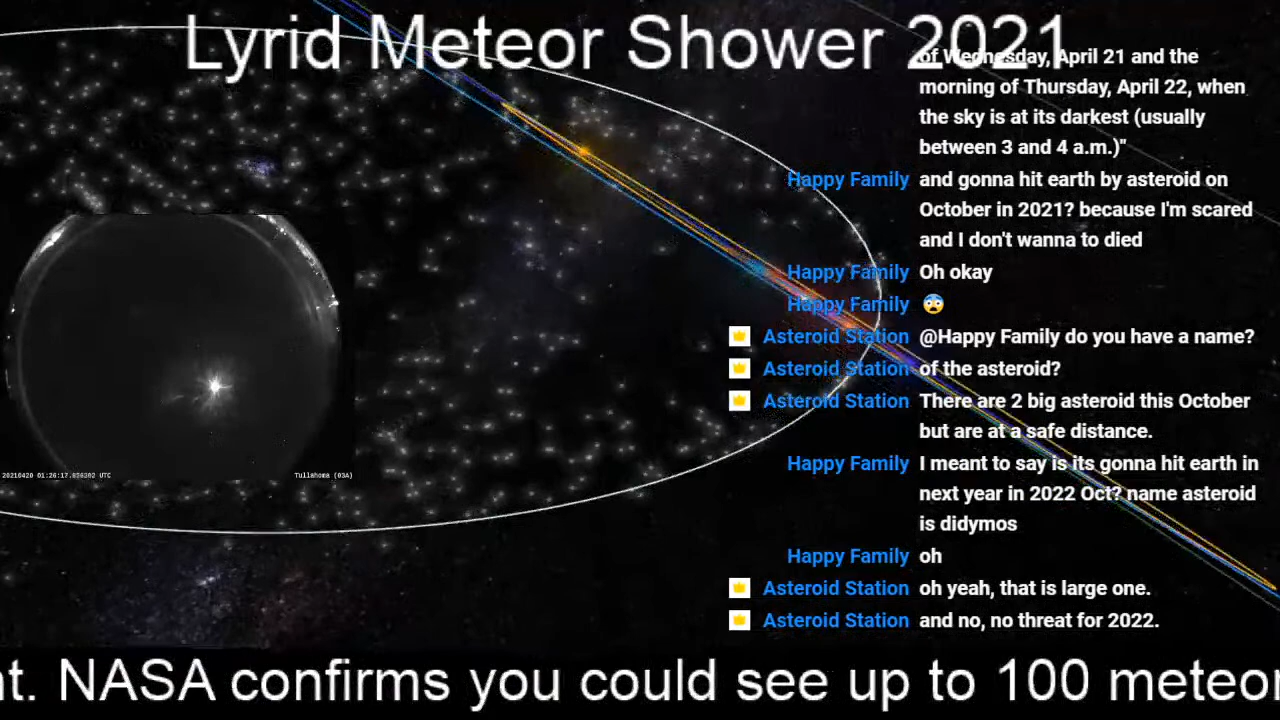 Lyrid Meteor Shower 2021
of Wednesday, April 21 and the
morning of Thursday, April 22, when
the sky is at its darkest (usually
between 3 and 4 a.m.)"
Happy Family and gonna hit earth by asteroid on
October in 2021? because I'm scared
and I don't wanna to died
Happy Family Oh okay
Happy Family 😨
Asteroid Station @Happy Family do you have a name?
Asteroid Station of the asteroid?
Asteroid Station There are 2 big asteroid this October
but are at a safe distance.
Happy Family I meant to say is its gonna hit earth in
next year in 2022 Oct? name asteroid
is didymos
Happy Family oh
Asteroid Station oh yeah, that is large one.
Asteroid Station and no, no threat for 2022.
Tullahoma (03A)
nt. NASA confirms you could see up to 100 meteor